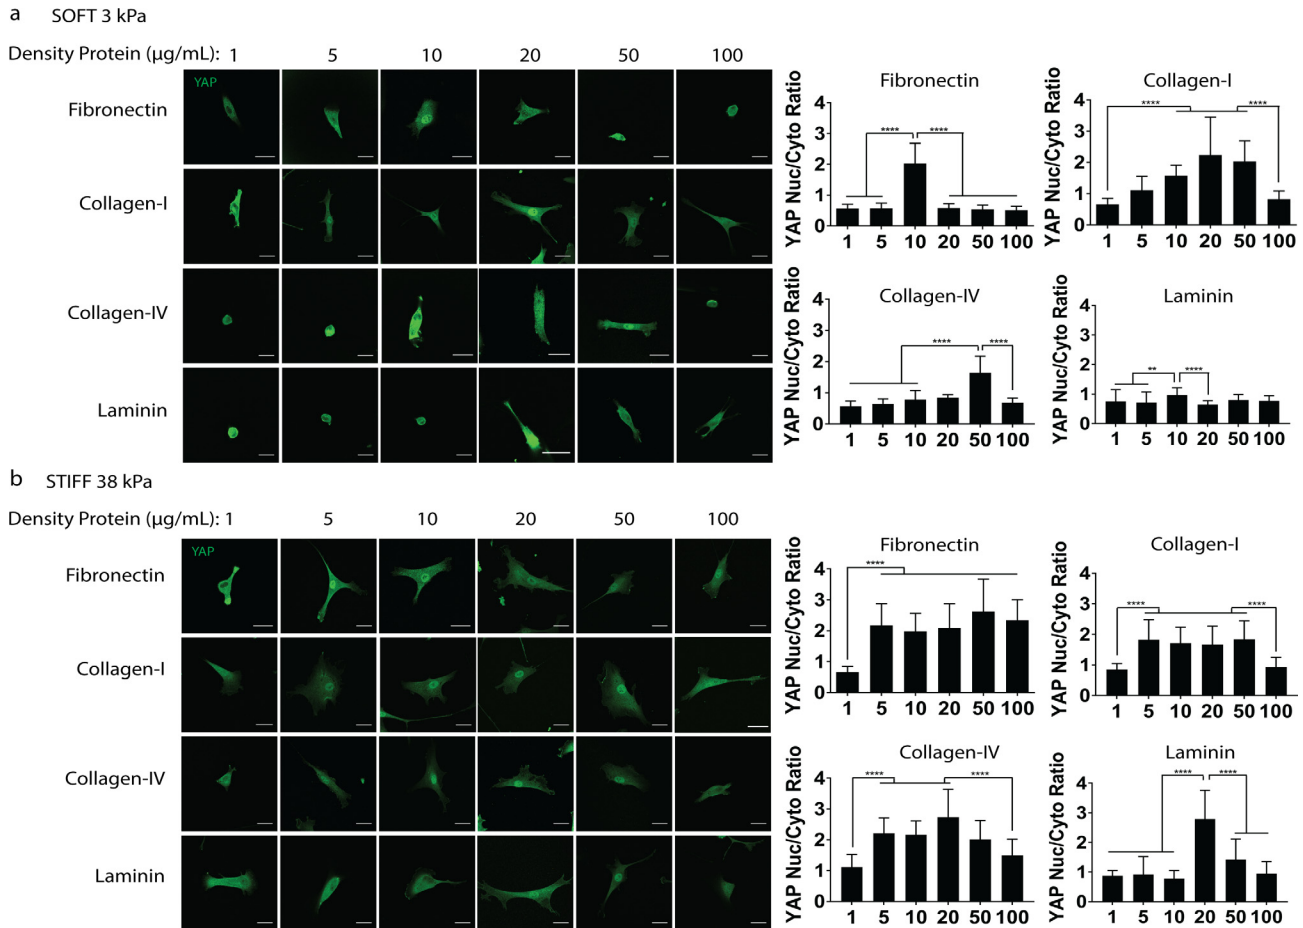 a SOFT 3 kPa
Density Protein (µg/mL): 1 5 10 20 50 100
Fibronectin
YAP
Collagen-I
Collagen-IV
Laminin
Fibronectin
YAP Nuc/Cyto Ratio
4
3
2
1
0
**** ****
1 5 10 20 50 100
Collagen-I
YAP Nuc/Cyto Ratio
4
3
2
1
0
**** ****
1 5 10 20 50 100
Collagen-IV
YAP Nuc/Cyto Ratio
4
3
2
1
0
**** ****
1 5 10 20 50 100
Laminin
YAP Nuc/Cyto Ratio
4
3
2
1
0
** ****
1 5 10 20 50 100
b STIFF 38 kPa
Density Protein (µg/mL): 1 5 10 20 50 100
Fibronectin
YAP
Collagen-I
Collagen-IV
Laminin
Fibronectin
YAP Nuc/Cyto Ratio
4
3
2
1
0
****
1 5 10 20 50 100
Collagen-I
YAP Nuc/Cyto Ratio
4
3
2
1
0
**** ****
1 5 10 20 50 100
Collagen-IV
YAP Nuc/Cyto Ratio
4
3
2
1
0
**** ****
1 5 10 20 50 100
Laminin
YAP Nuc/Cyto Ratio
4
3
2
1
0
**** ****
1 5 10 20 50 100